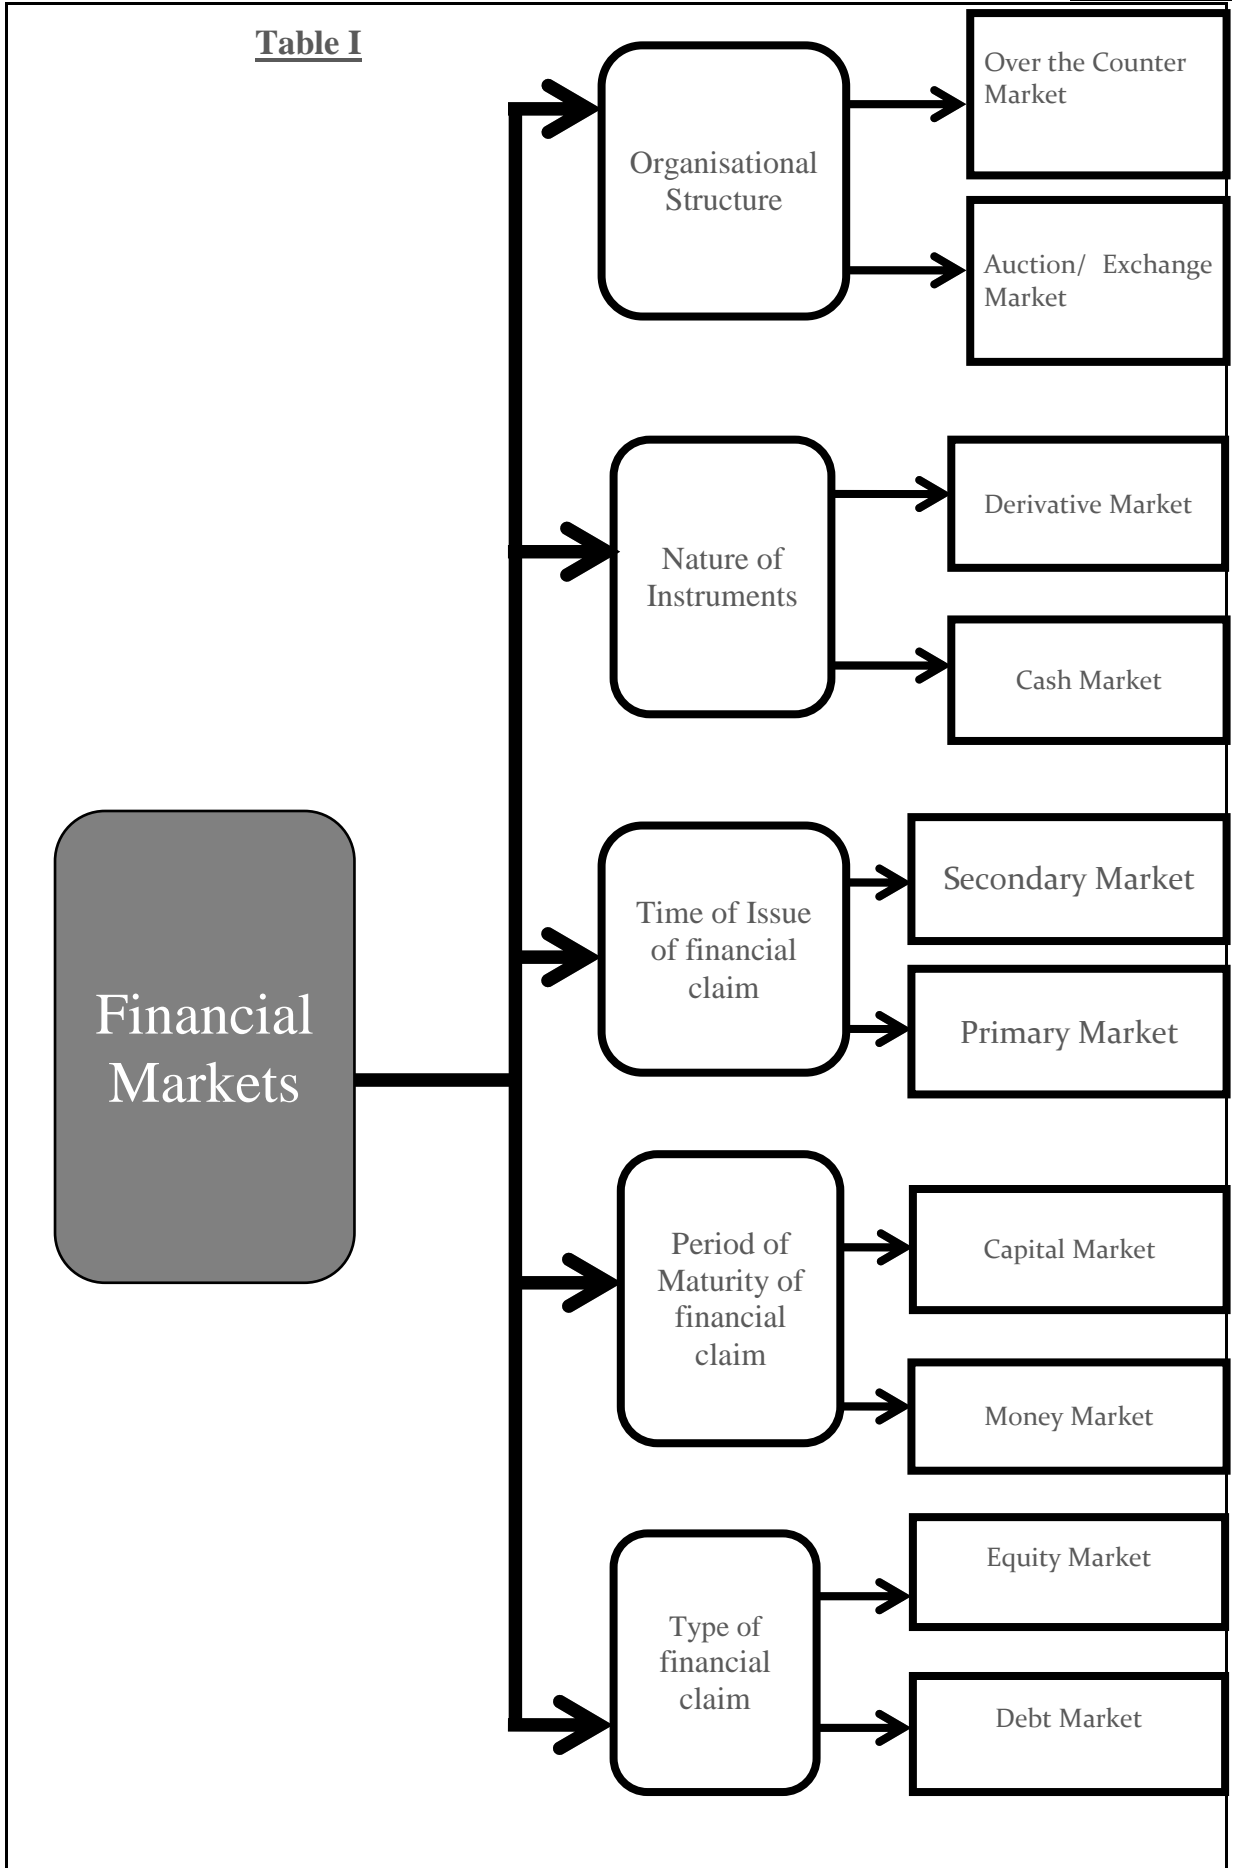 Table I
Over the Counter
Market
Organisational
Structure
Auction/ Exchange
Market
Derivative Market
Nature of
Instruments
Cash Market
Secondary Market
Time of Issue
of financial
claim
Primary Market
Financial
Markets
Capital Market
Period of
Maturity of
financial
claim
Money Market
Equity Market
Type of
financial
claim
Debt Market